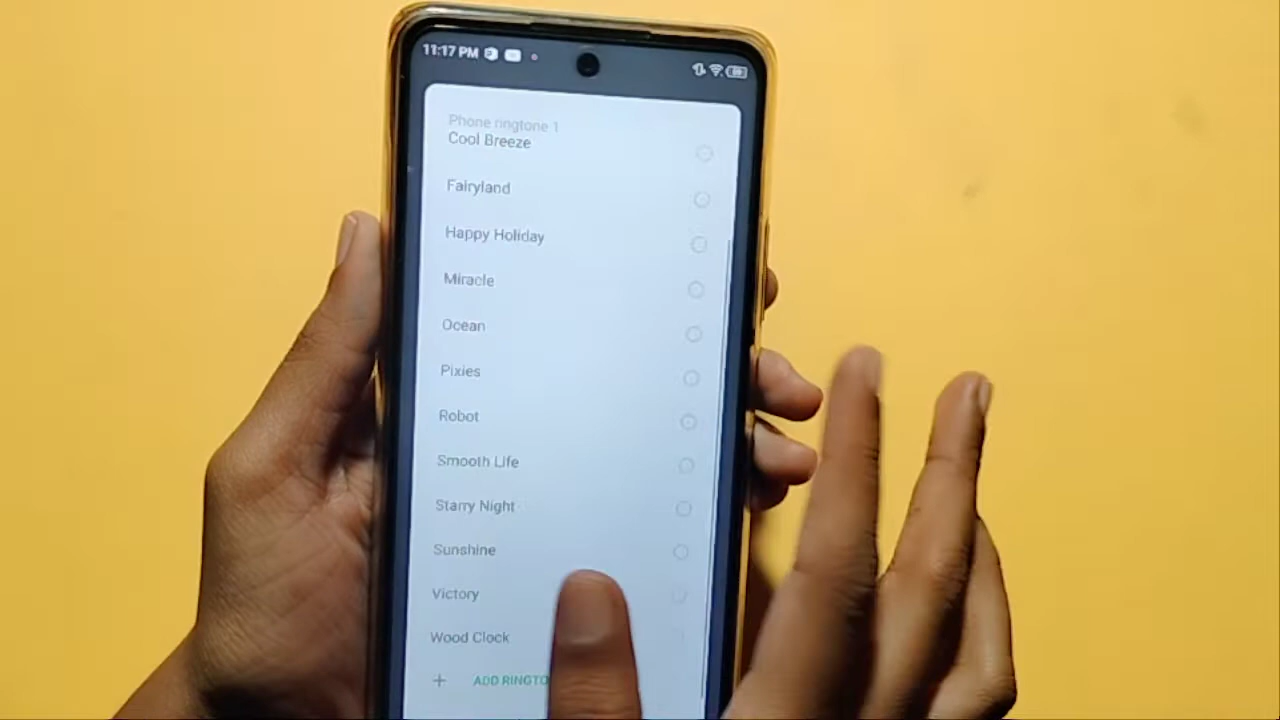 11:17 PM
Phone ringtone 1
Cool Breeze
Fairyland
Happy Holiday
Miracle
Ocean
Pixies
Robot
Smooth Life
Starry Night
Sunshine
Victory
Wood Clock
+ ADD RINGTO